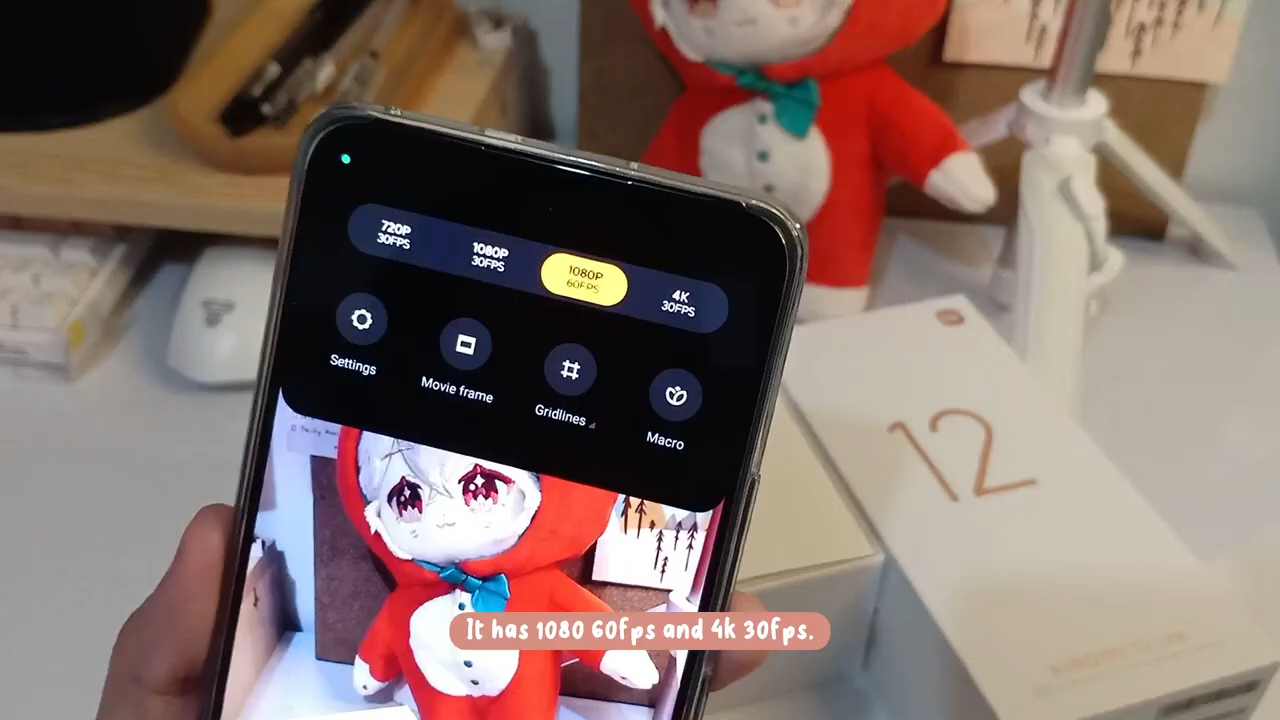 720P
30FPS
1080P
30FPS
1080P
60FPS
4K
30FPS
Settings
Movie frame
Gridlines
Macro
12
It has 1080 60fps and 4k 30fps.